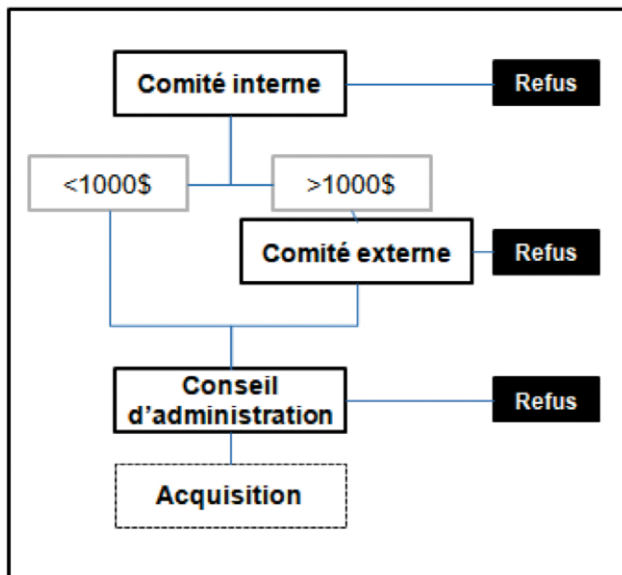 Comité interne
Refus
<1000$
>1000$
Comité externe
Refus
Conseil
d’administration
Refus
Acquisition